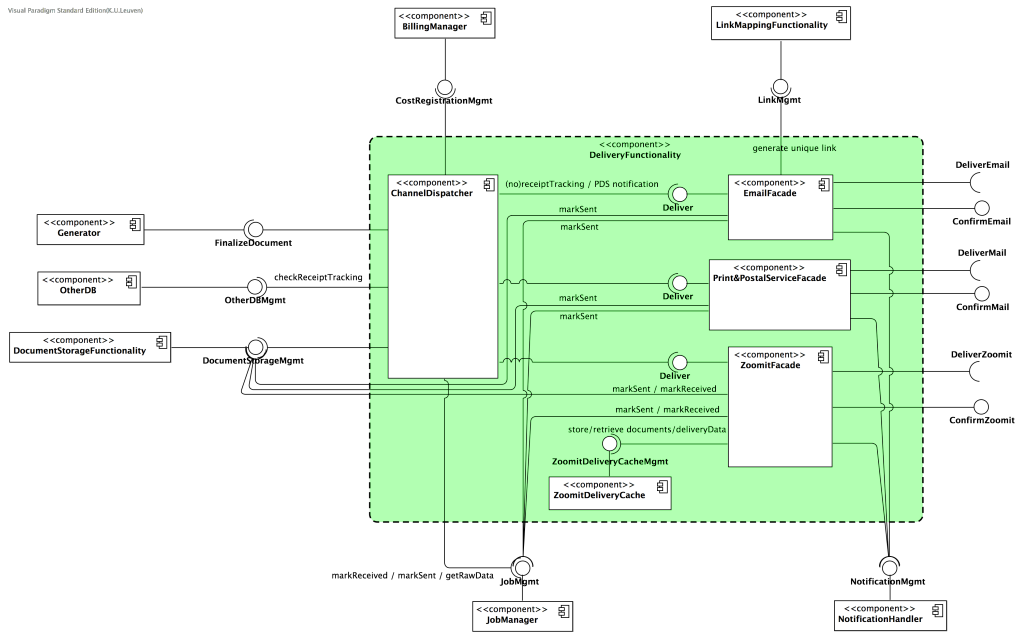 Visual Paradigm Standard Edition(K.U.Leuven)
<<component>>
BillingManager
<<component>>
LinkMappingFunctionality
CostRegistrationMgmt
LinkMgmt
<<component>>
DeliveryFunctionality
generate unique link
<<component>>
ChannelDispatcher
(no)receiptTracking / PDS notification
Deliver
<<component>>
EmailFacade
DeliverEmail
ConfirmEmail
markSent
markSent
<<component>>
Generator
FinalizeDocument
<<component>>
OtherDB
checkReceiptTracking
OtherDBMgmt
Deliver
<<component>>
Print&PostalServiceFacade
DeliverMail
ConfirmMail
markSent
markSent
<<component>>
DocumentStorageFunctionality
DocumentStorageMgmt
Deliver
<<component>>
ZoomitFacade
DeliverZoomit
ConfirmZoomit
markSent / markReceived
markSent / markReceived
store/retrieve documents/deliveryData
ZoomitDeliveryCacheMgmt
<<component>>
ZoomitDeliveryCache
markReceived / markSent / getRawData
JobMgmt
NotificationMgmt
<<component>>
JobManager
<<component>>
NotificationHandler